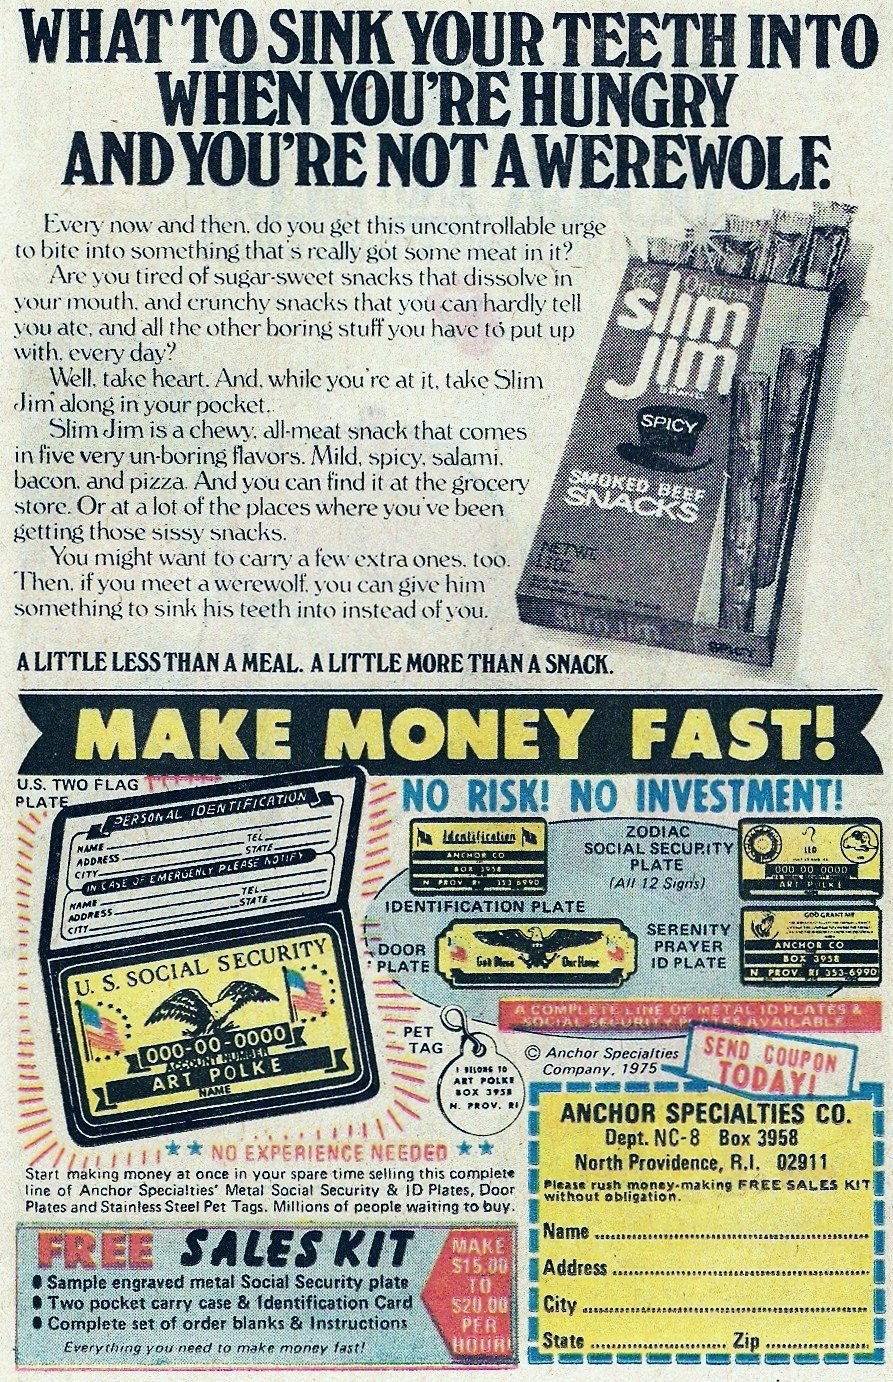 WHAT TO SINK YOUR TEETH INTO
WHEN YOU'RE HUNGRY
AND YOU'RE NOT A WEREWOLF.
Every now and then, do you get this uncontrollable urge
to bite into something that's really got some meat in it?
Are you tired of sugar-sweet snacks that dissolve in
your mouth, and crunchy snacks that you can hardly tell
you ate, and all the other boring stuff you have to put up
with, every day?
Well, take heart. And, while you're at it, take Slim
Jim along in your pocket.
Slim Jim is a chewy, all-meat snack that comes
in five very un-boring flavors. Mild, spicy, salami,
bacon, and pizza. And you can find it at the grocery
store. Or at a lot of the places where you've been
getting those sissy snacks.
You might want to carry a few extra ones, too.
Then, if you meet a werewolf, you can give him
something to sink his teeth into instead of you.
slim
jim
SPICY
SMOKED BEEF
SNACKS
SPICY
A LITTLE LESS THAN A MEAL. A LITTLE MORE THAN A SNACK.
MAKE MONEY FAST!
U.S. TWO FLAG
PLATE
NO RISK! NO INVESTMENT!
PERSONAL IDENTIFICATION
NAME
TEL.
ADDRESS
STATE
CITY
IN CASE OF EMERGENCY PLEASE NOTIFY
NAME
TEL
ADDRESS
STATE
CITY
U. S. SOCIAL SECURITY
000-00-0000
ACCOUNT NUMBER
ART POLKE
NAME
Identification
ANCHOR CO
BOX 3958
N. PROV RI 353-6990
IDENTIFICATION PLATE
ZODIAC
SOCIAL SECURITY
PLATE
(All 12 Signs)
LEO
000 00 0000
ART POLKE
DOOR
PLATE
God Bless Our Home
SERENITY
PRAYER
ID PLATE
GOD GRANT ME
ANCHOR CO
BOX 3958
N. PROV RI 353-6990
A COMPLETE LINE OF METAL ID PLATES &
SOCIAL SECURITY PLATES AVAILABLE
PET
TAG
I BELONG TO
ART POLKE
BOX 3958
N. PROV. RI
© Anchor Specialties
Company, 1975
SEND COUPON
TODAY!
★★ NO EXPERIENCE NEEDED ★★
Start making money at once in your spare time selling this complete
line of Anchor Specialties' Metal Social Security & ID Plates, Door
Plates and Stainless Steel Pet Tags. Millions of people waiting to buy.
FREE SALES KIT
• Sample engraved metal Social Security plate
• Two pocket carry case & Identification Card
• Complete set of order blanks & Instructions
Everything you need to make money fast!
MAKE
$15.00
TO
$20.00
PER
HOUR!
ANCHOR SPECIALTIES CO.
Dept. NC-8 Box 3958
North Providence, R.I. 02911
Please rush money-making FREE SALES KIT
without obligation.
Name
Address
City
State Zip